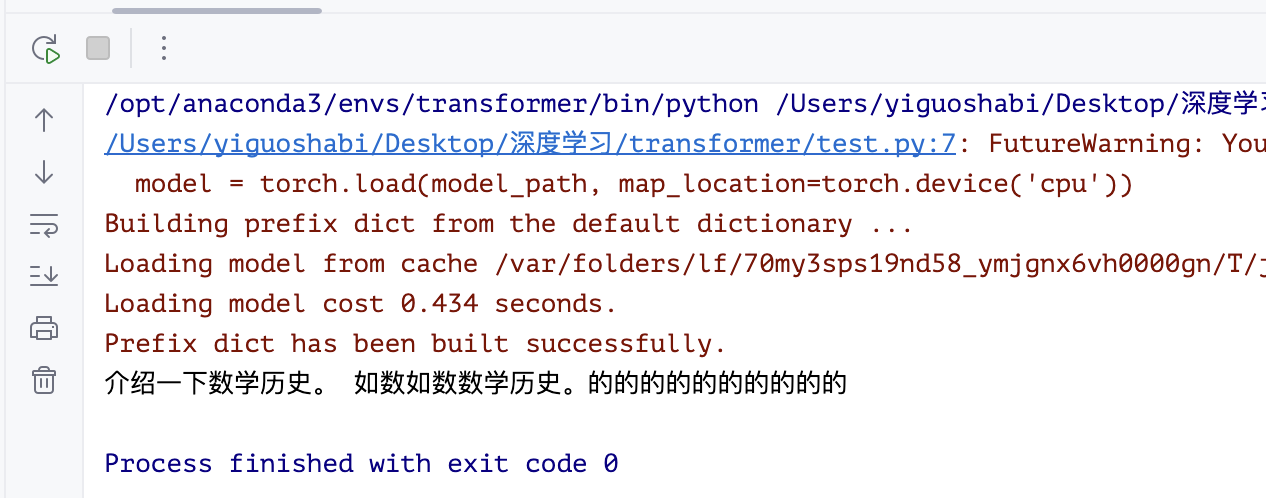 /opt/anaconda3/envs/transformer/bin/python /Users/yiguoshabi/Desktop/深度学习
/Users/yiguoshabi/Desktop/深度学习/transformer/test.py:7: FutureWarning: You
model = torch.load(model_path, map_location=torch.device('cpu'))
Building prefix dict from the default dictionary ...
Loading model from cache /var/folders/lf/70my3sps19nd58_ymjgnx6vh0000gn/T/j
Loading model cost 0.434 seconds.
Prefix dict has been built successfully.
介绍一下数学历史。 如数如数数学历史。的的的的的的的的的的
Process finished with exit code 0